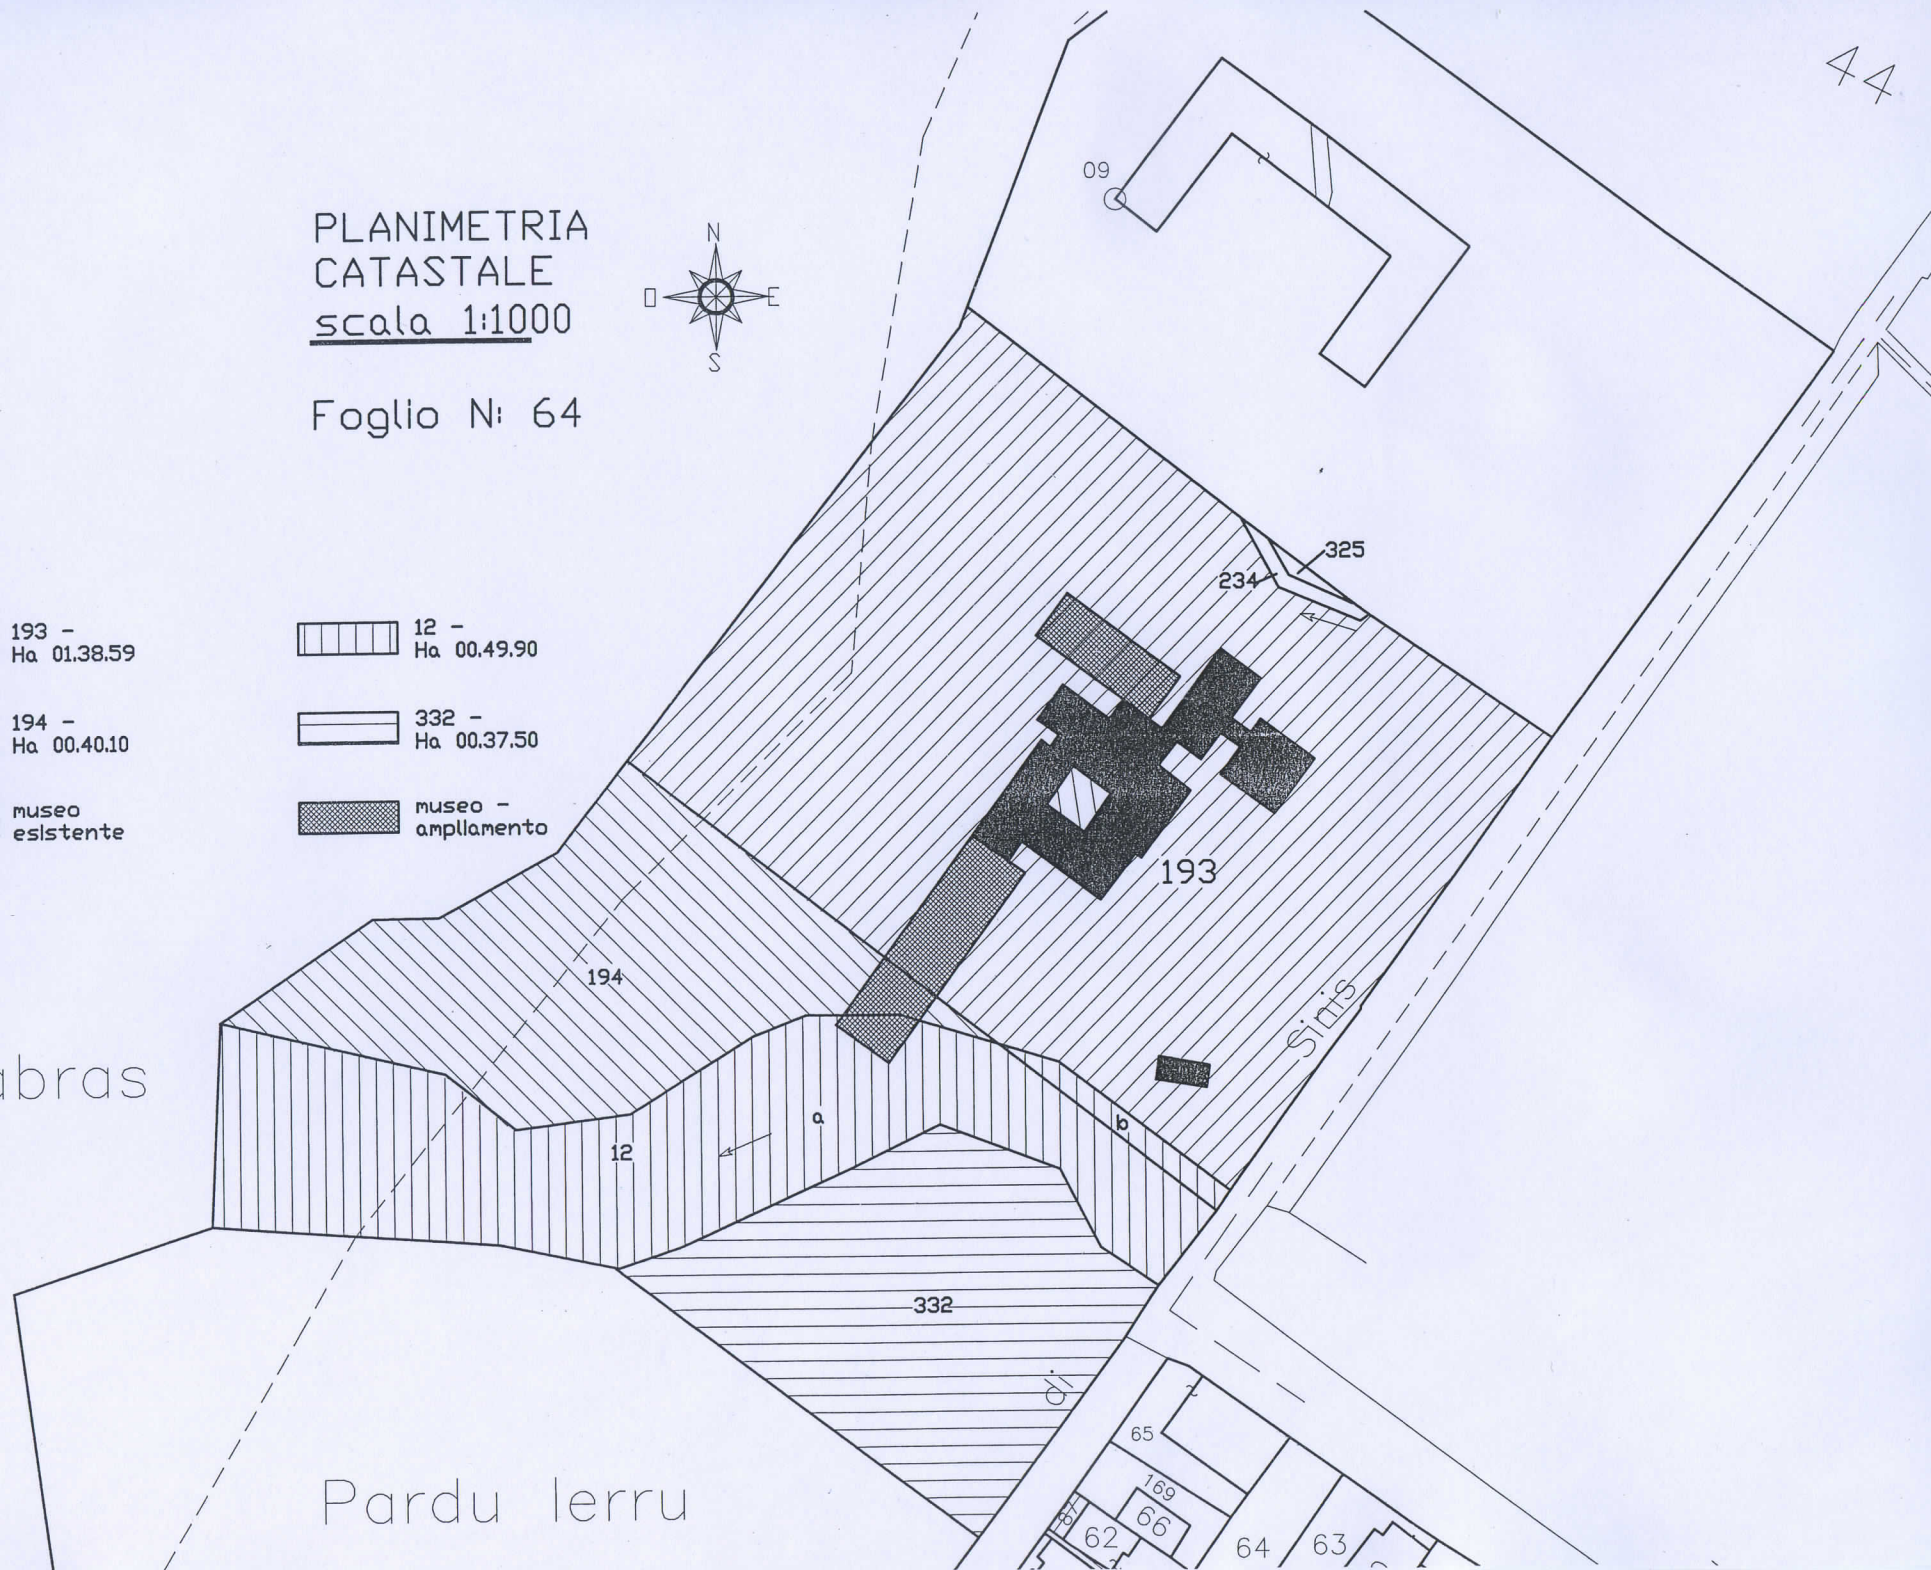 44
09
PLANIMETRIA
CATASTALE
scala 1:1000
N
O
E
S
Foglio N: 64
325
234
193 -
Ha 01.38.59
12 -
Ha 00.49.90
194 -
Ha 00.40.10
332 -
Ha 00.37.50
museo
esistente
museo -
ampliamento
193
194
Sinis
abras
a
b
12
332
di
65
169
66
62
64
63
Pardu Ierru